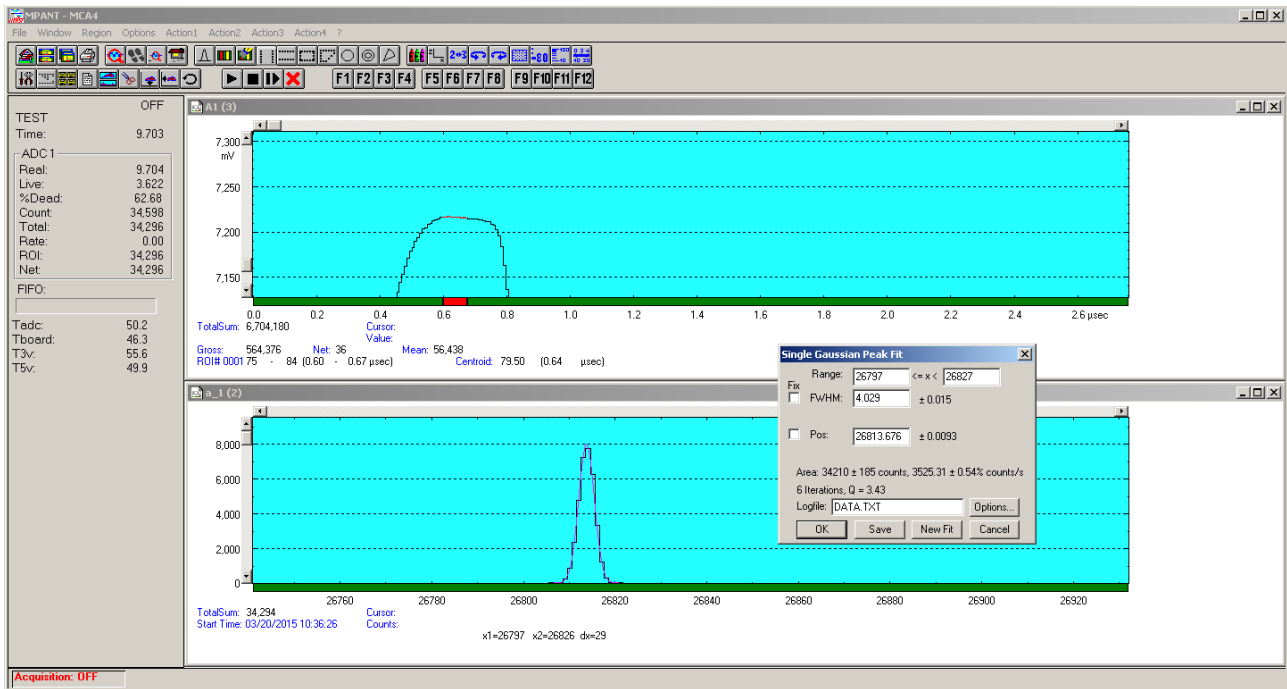 MPANT - MCA4
File Window Region Options Action1 Action2 Action3 Action4 ?
2↔3 -80
F1 F2 F3 F4 F5 F6 F7 F8 F9 F10 F11 F12
OFF
TEST
Time: 9.703
ADC1
Real: 9.704
Live: 3.622
%Dead: 62.68
Count: 34,598
Total: 34,296
Rate: 0.00
ROI: 34,296
Net: 34,296
FIFO:
Tadc: 50.2
Tboard: 46.3
T3v: 55.6
T5v: 49.9
A1 (3)
7,300
mV
7,250
7,200
7,150
0.0 0.2 0.4 0.6 0.8 1.0 1.2 1.4 1.6 1.8 2.0 2.2 2.4 2.6 µsec
TotalSum: 6,704,180 Cursor:
Value:
Gross: 564,376 Net: 36 Mean: 56,438
ROI# 0001 75 - 84 (0.60 - 0.67 µsec) Centroid: 79.50 (0.64 µsec)
a_1 (2)
8,000
6,000
4,000
2,000
0
26760 26780 26800 26820 26840 26860 26880 26900 26920
TotalSum: 34,294 Cursor:
Start Time: 03/20/2015 10:36:26 Counts:
x1=26797 x2=26826 dx=29
Single Gaussian Peak Fit
Range: 26797 <= x < 26827
Fix
FWHM: 4.029 ± 0.015
Pos: 26813.676 ± 0.0093
Area: 34210 ± 185 counts, 3525.31 ± 0.54% counts/s
6 Iterations, Q = 3.43
Logfile: DATA.TXT Options...
OK Save New Fit Cancel
Acquisition: OFF